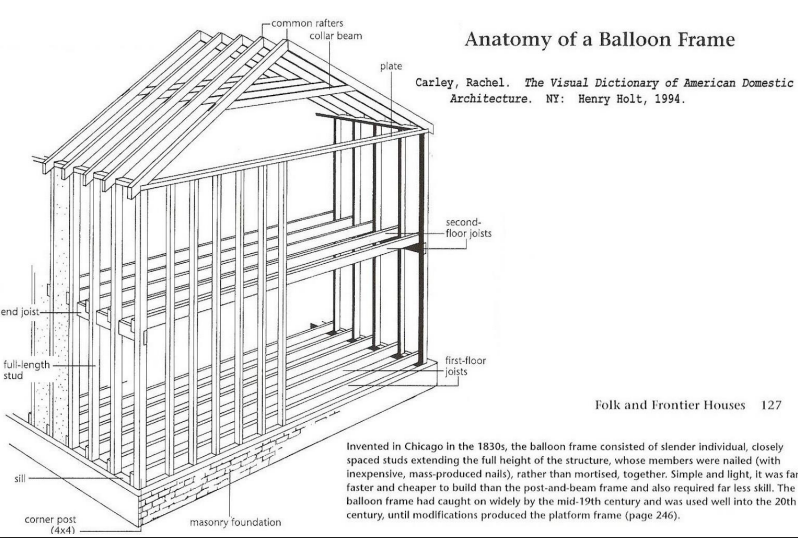 common rafters
collar beam
Anatomy of a Balloon Frame
plate
Carley, Rachel. The Visual Dictionary of American Domestic
Architecture. NY: Henry Holt, 1994.
second-
floor joists
end joist
full-length
stud
first-floor
joists
Folk and Frontier Houses 127
Invented in Chicago in the 1830s, the balloon frame consisted of slender individual, closely
spaced studs extending the full height of the structure, whose members were nailed (with
inexpensive, mass-produced nails), rather than mortised, together. Simple and light, it was far
faster and cheaper to build than the post-and-beam frame and also required far less skill. The
balloon frame had caught on widely by the mid-19th century and was used well into the 20th
century, until modifications produced the platform frame (page 246).
sill
corner post
(4x4)
masonry foundation